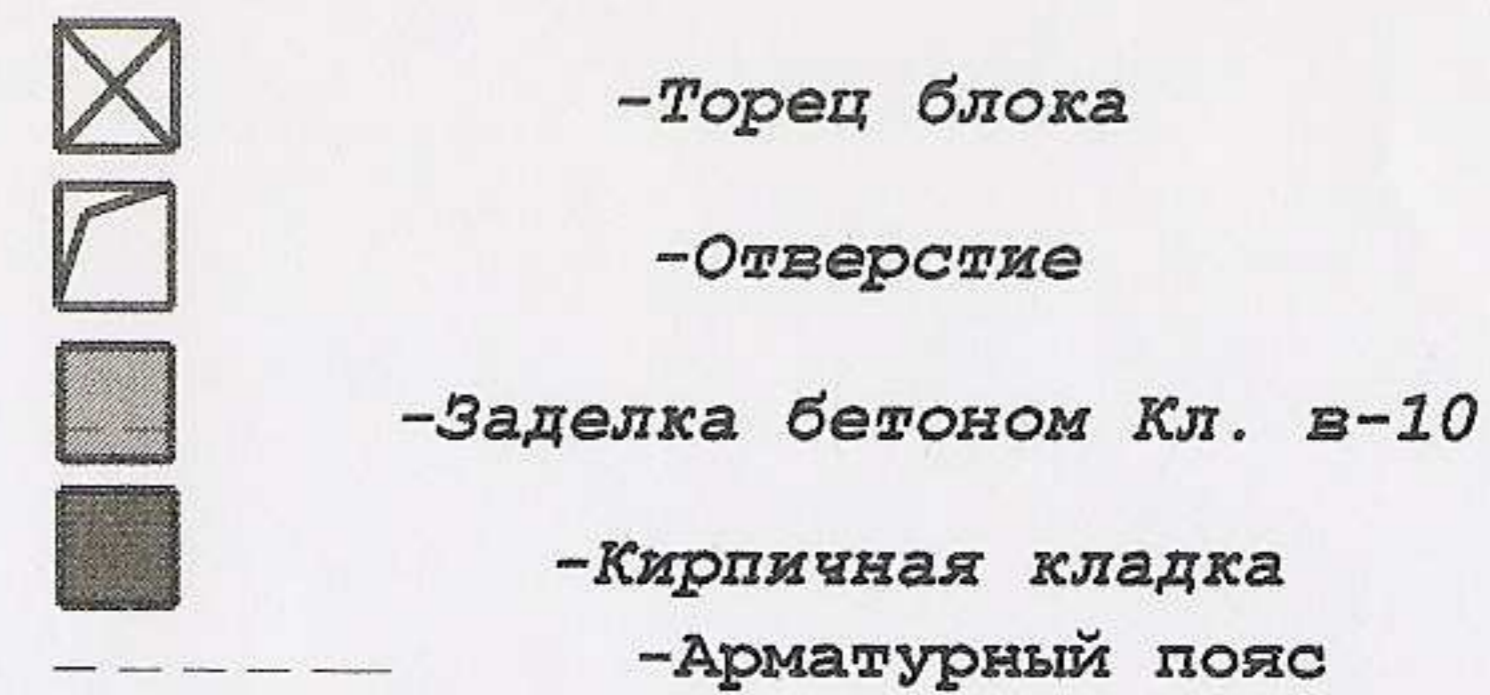 -Торец блока
-Отверстие
-Заделка бетоном Кл. в-10
-Кирпичная кладка
-Арматурный пояс